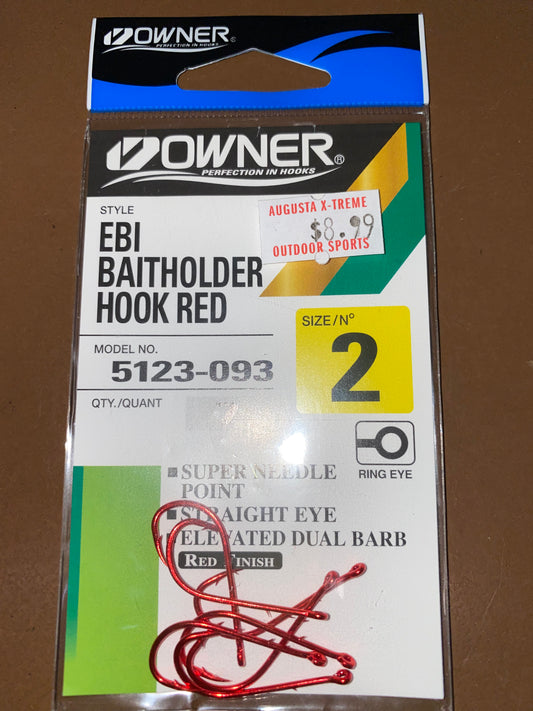 OWNER®
PERFECTION IN HOOKS
OWNER®
PERFECTION IN HOOKS
STYLE
AUGUSTA X-TREME
$8.99
OUTDOOR SPORTS
EBI
BAITHOLDER
HOOK RED
SIZE/Nº
2
MODEL NO.
5123-093
QTY./QUANT
RING EYE
SUPER NEEDLE
POINT
STRAIGHT EYE
ELEVATED DUAL BARB
RED FINISH